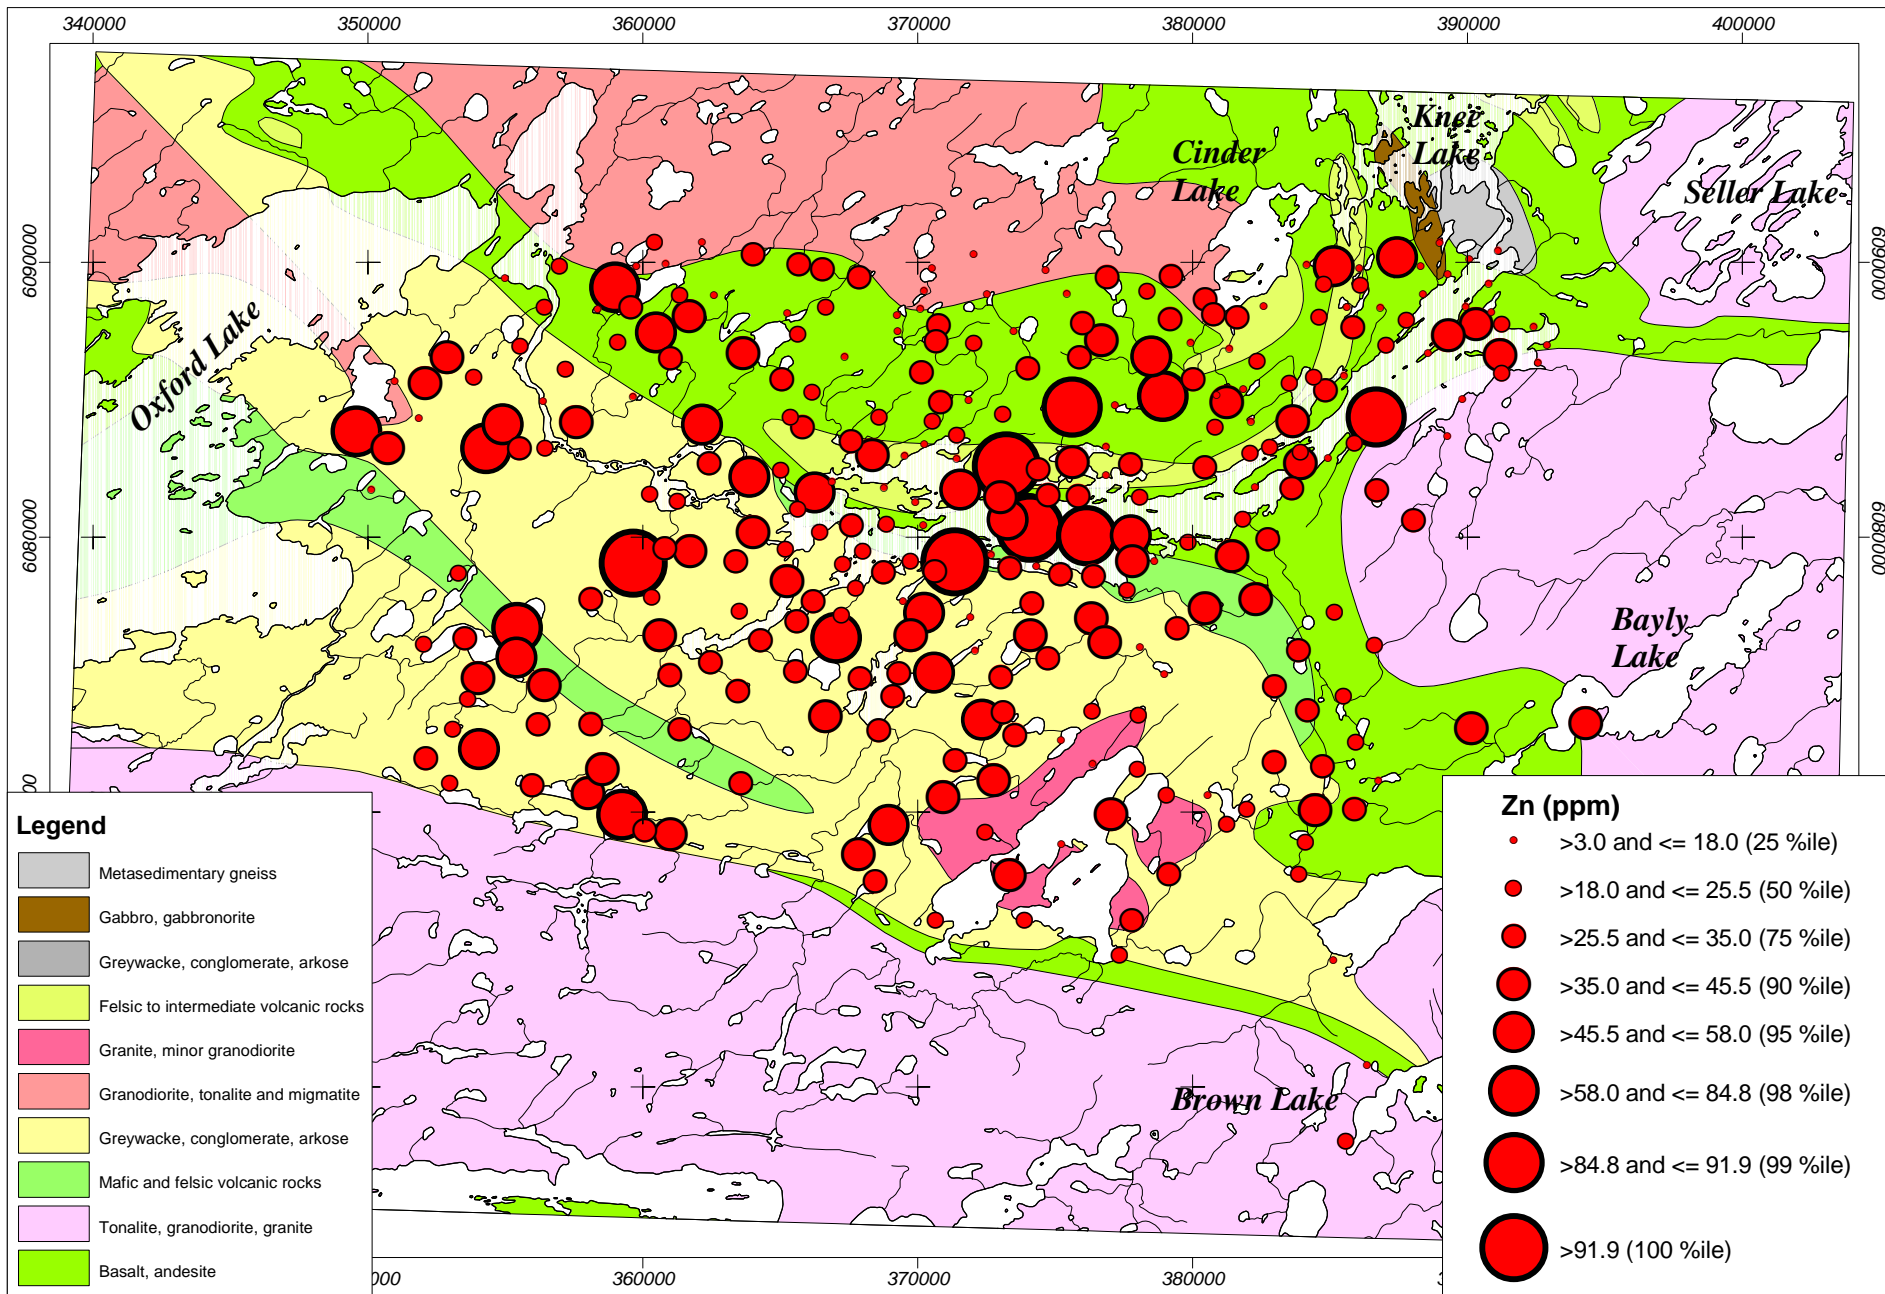 340000 350000 360000 370000 380000 390000 400000
Knee
Lake
Cinder
Lake
Seller Lake
6090000
6090000
Oxford Lake
6080000
6080000
Bayly
Lake
Brown Lake
Legend
Metasedimentary gneiss
Gabbro, gabbronorite
Greywacke, conglomerate, arkose
Felsic to intermediate volcanic rocks
Granite, minor granodiorite
Granodiorite, tonalite and migmatite
Greywacke, conglomerate, arkose
Mafic and felsic volcanic rocks
Tonalite, granodiorite, granite
Basalt, andesite
Zn (ppm)
>3.0 and <= 18.0 (25 %ile)
>18.0 and <= 25.5 (50 %ile)
>25.5 and <= 35.0 (75 %ile)
>35.0 and <= 45.5 (90 %ile)
>45.5 and <= 58.0 (95 %ile)
>58.0 and <= 84.8 (98 %ile)
>84.8 and <= 91.9 (99 %ile)
>91.9 (100 %ile)
360000 370000 380000